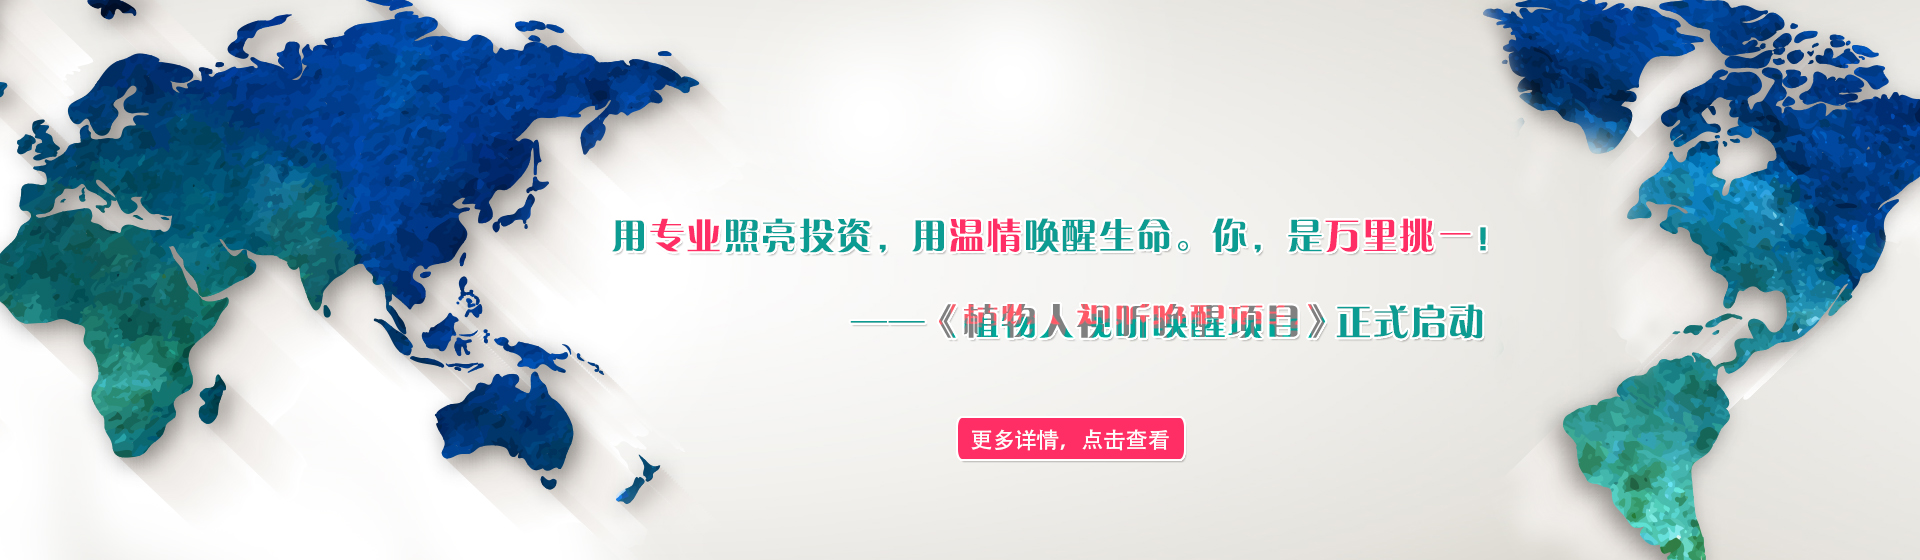 用专业照亮投资，用温情唤醒生命。你，是万里挑一！
——《植物人视听唤醒项目》正式启动
更多详情，点击查看